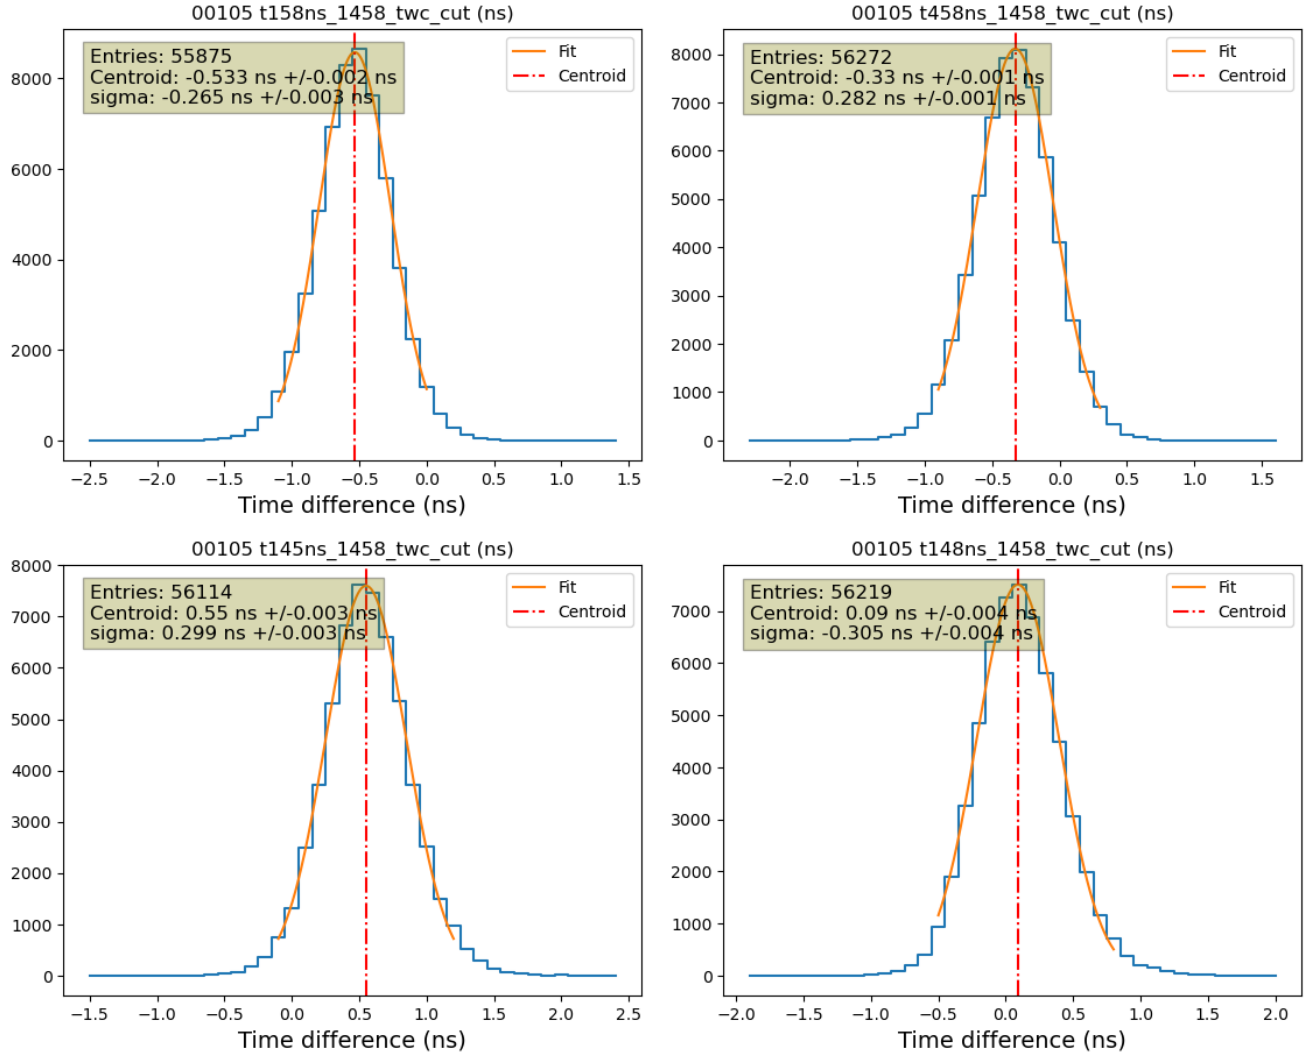 00105 t158ns_1458_twc_cut (ns)
Entries: 55875
Centroid: -0.533 ns +/-0.002 ns
sigma: -0.265 ns +/-0.003 ns
Fit
Centroid
8000
6000
4000
2000
0
−2.5 −2.0 −1.5 −1.0 −0.5 0.0 0.5 1.0 1.5
Time difference (ns)
00105 t458ns_1458_twc_cut (ns)
Entries: 56272
Centroid: -0.33 ns +/-0.001 ns
sigma: 0.282 ns +/-0.001 ns
Fit
Centroid
8000
7000
6000
5000
4000
3000
2000
1000
0
−2.0 −1.5 −1.0 −0.5 0.0 0.5 1.0 1.5
Time difference (ns)
00105 t145ns_1458_twc_cut (ns)
Entries: 56114
Centroid: 0.55 ns +/-0.003 ns
sigma: 0.299 ns +/-0.003 ns
Fit
Centroid
8000
7000
6000
5000
4000
3000
2000
1000
0
−1.5 −1.0 −0.5 0.0 0.5 1.0 1.5 2.0 2.5
Time difference (ns)
00105 t148ns_1458_twc_cut (ns)
Entries: 56219
Centroid: 0.09 ns +/-0.004 ns
sigma: -0.305 ns +/-0.004 ns
Fit
Centroid
7000
6000
5000
4000
3000
2000
1000
0
−2.0 −1.5 −1.0 −0.5 0.0 0.5 1.0 1.5 2.0
Time difference (ns)